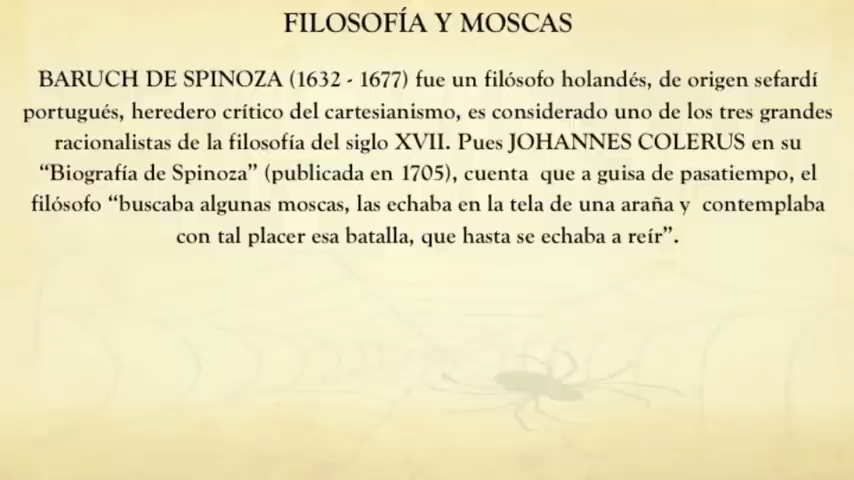 FILOSOFÍA Y MOSCAS
BARUCH DE SPINOZA (1632 - 1677) fue un filósofo holandés, de origen sefardí
portugués, heredero crítico del cartesianismo, es considerado uno de los tres grandes
racionalistas de la filosofía del siglo XVII. Pues JOHANNES COLERUS en su
“Biografía de Spinoza” (publicada en 1705), cuenta que a guisa de pasatiempo, el
filósofo “buscaba algunas moscas, las echaba en la tela de una araña y contemplaba
con tal placer esa batalla, que hasta se echaba a reír”.